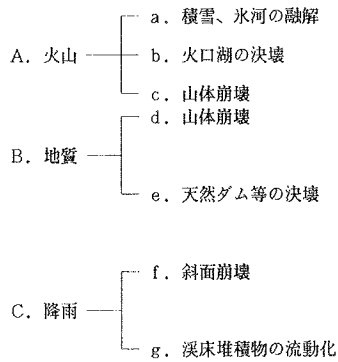 a．積雪、氷河の融解
A．火山
b．火口湖の決壊
c．山体崩壊
d．山体崩壊
B．地質
e．天然ダム等の決壊
f．斜面崩壊
C．降雨
g．渓床堆積物の流動化